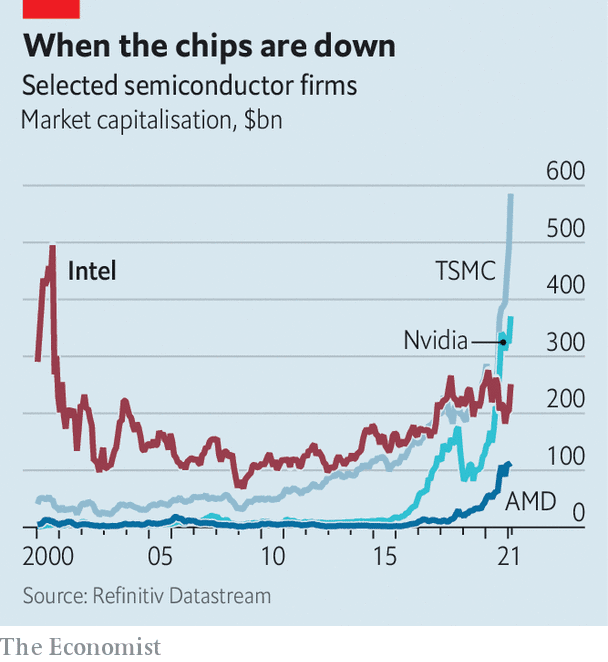 When the chips are down
Selected semiconductor firms
Market capitalisation, $bn
600
500
Intel
TSMC
400
Nvidia
300
200
100
AMD
0
2000 05 10 15 21
Source: Refinitiv Datastream
The Economist